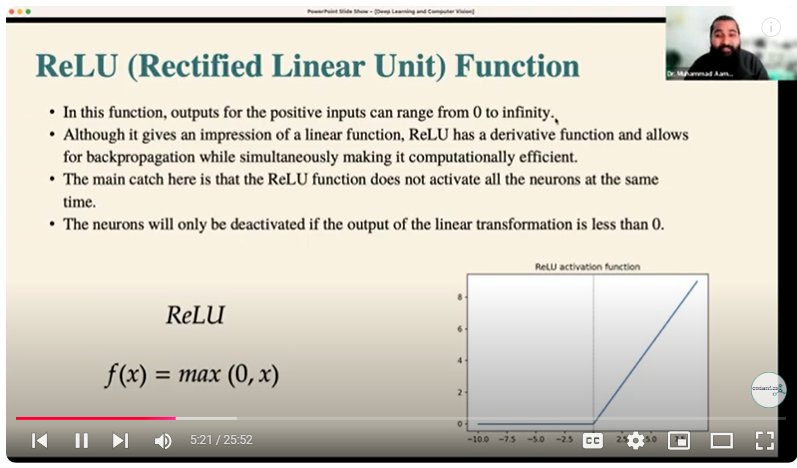 PowerPoint Slide Show - [Deep Learning and Computer Vision]
ReLU (Rectified Linear Unit) Function
Dr. Muhammad Aam...
• In this function, outputs for the positive inputs can range from 0 to infinity.
• Although it gives an impression of a linear function, ReLU has a derivative function and allows
for backpropagation while simultaneously making it computationally efficient.
• The main catch here is that the ReLU function does not activate all the neurons at the same
time.
• The neurons will only be deactivated if the output of the linear transformation is less than 0.
ReLU
f(x) = max (0, x)
ReLU activation function
8
6
4
2
0
-10.0 -7.5 -5.0 -2.5 2.5 5.0 7.5
5:21 / 25:52
CC